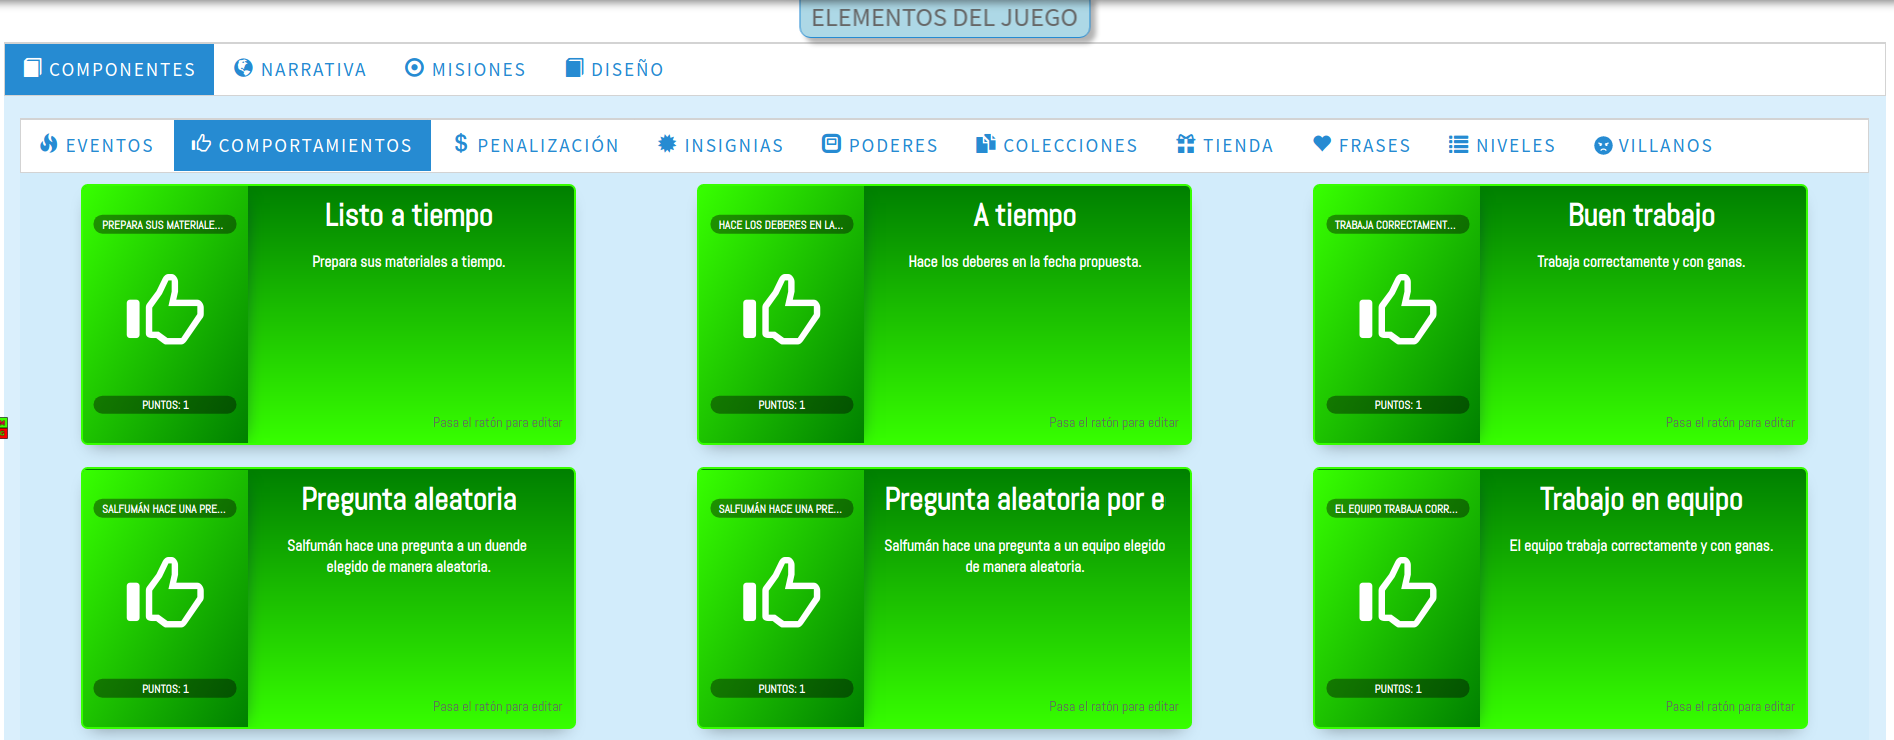 ELEMENTOS DEL JUEGO
COMPONENTES NARRATIVA MISIONES DISEÑO
EVENTOS COMPORTAMIENTOS PENALIZACIÓN INSIGNIAS PODERES COLECCIONES TIENDA FRASES NIVELES VILLANOS
PREPARA SUS MATERIALE...
PUNTOS: 1
Listo a tiempo
Prepara sus materiales a tiempo.
Pasa el ratón para editar
HACE LOS DEBERES EN LA...
PUNTOS: 1
A tiempo
Hace los deberes en la fecha propuesta.
Pasa el ratón para editar
TRABAJA CORRECTAMENT...
PUNTOS: 1
Buen trabajo
Trabaja correctamente y con ganas.
Pasa el ratón para editar
SALFUMÁN HACE UNA PRE...
PUNTOS: 1
Pregunta aleatoria
Salfumán hace una pregunta a un duende
elegido de manera aleatoria.
Pasa el ratón para editar
SALFUMÁN HACE UNA PRE...
PUNTOS: 1
Pregunta aleatoria por e
Salfumán hace una pregunta a un equipo elegido
de manera aleatoria.
Pasa el ratón para editar
EL EQUIPO TRABAJA CORR...
PUNTOS: 1
Trabajo en equipo
El equipo trabaja correctamente y con ganas.
Pasa el ratón para editar